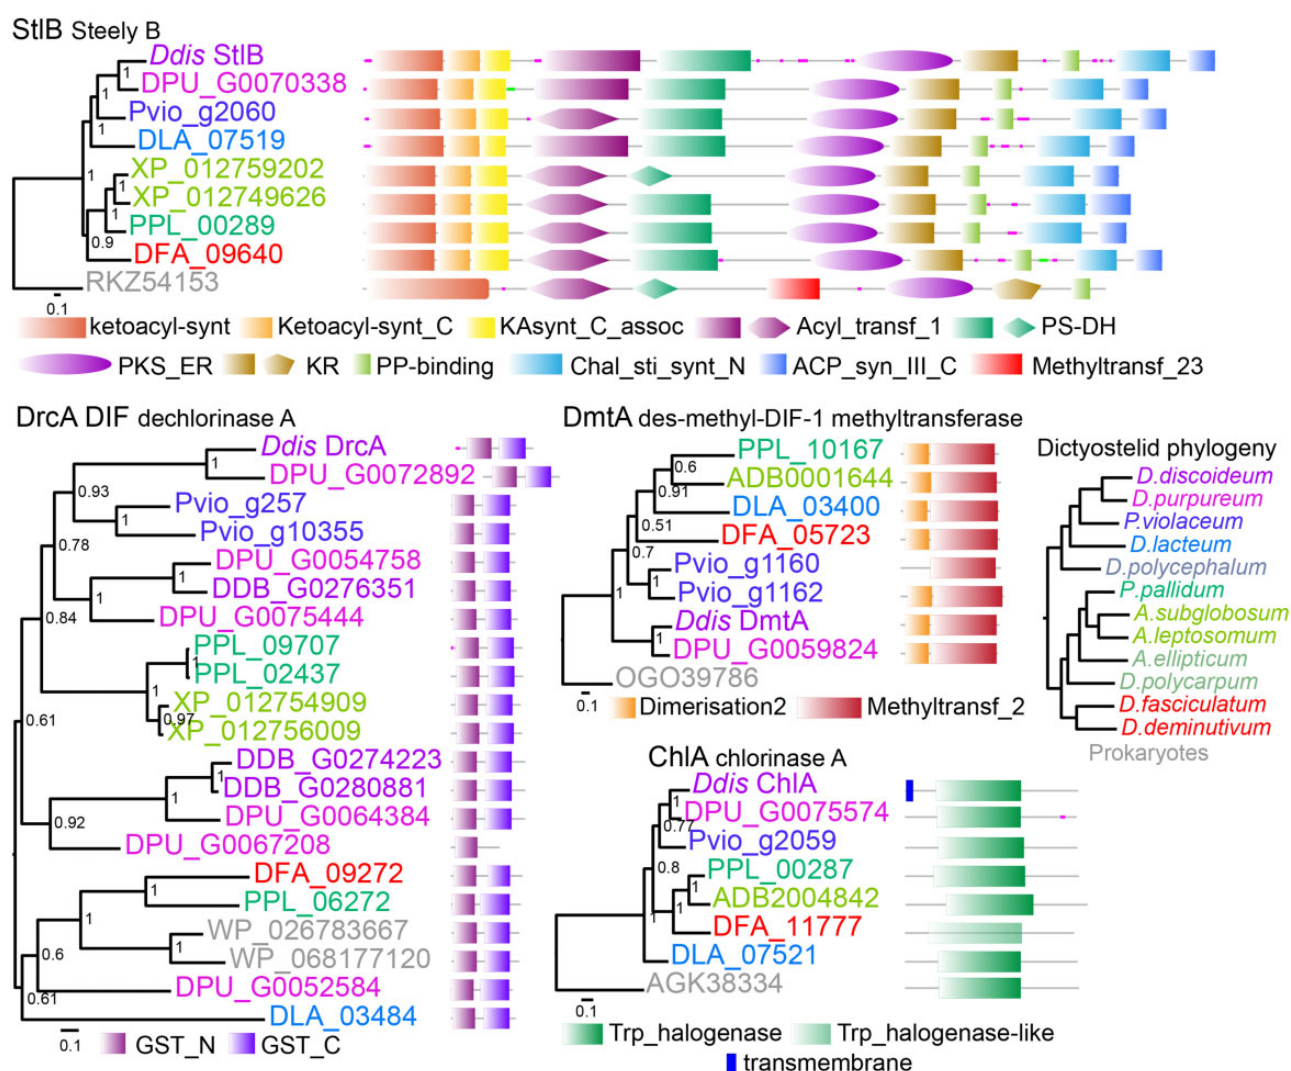 StlB Steely B
Ddis StlB
1
DPU_G0070338
1
Pvio_g2060
1
DLA_07519
1
XP_012759202
1
XP_012749626
1
PPL_00289
0.9
DFA_09640
RKZ54153
0.1
ketoacyl-synt Ketoacyl-synt_C KAsynt_C_assoc Acyl_transf_1 PS-DH
PKS_ER KR PP-binding Chal_sti_synt_N ACP_syn_III_C Methyltransf_23
DrcA DIF dechlorinase A
Ddis DrcA
1
DPU_G0072892
0.93
Pvio_g257
1
Pvio_g10355
0.78
DPU_G0054758
1
DDB_G0276351
1
DPU_G0075444
0.84
PPL_09707
1
PPL_02437
1
XP_012754909
0.97
XP_012756009
0.61
DDB_G0274223
1
DDB_G0280881
1
DPU_G0064384
0.92
DPU_G0067208
DFA_09272
1
PPL_06272
1
WP_026783667
1
WP_068177120
0.6
DPU_G0052584
0.61
DLA_03484
0.1
GST_N GST_C
DmtA des-methyl-DIF-1 methyltransferase
PPL_10167
0.6
ADB0001644
0.91
DLA_03400
0.51
DFA_05723
0.7
Pvio_g1160
1
Pvio_g1162
1
Ddis DmtA
1
DPU_G0059824
OGO39786
0.1
Dimerisation2 Methyltransf_2
Dictyostelid phylogeny
D.discoideum
D.purpureum
P.violaceum
D.lacteum
D.polycephalum
P.pallidum
A.subglobosum
A.leptosomum
A.ellipticum
D.polycarpum
D.fasciculatum
D.deminutivum
Prokaryotes
ChlA chlorinase A
Ddis ChlA
1
DPU_G0075574
0.77
Pvio_g2059
0.8
PPL_00287
1
ADB2004842
1
1
DFA_11777
DLA_07521
AGK38334
0.1
Trp_halogenase Trp_halogenase-like
transmembrane